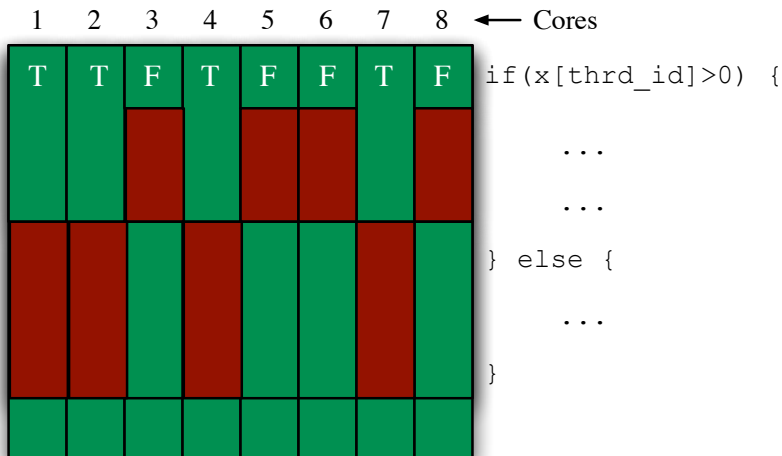 1 2 3 4 5 6 7 8 Cores
T T F T F F T F if(x[thrd_id]>0) {
...
...
} else {
...
}